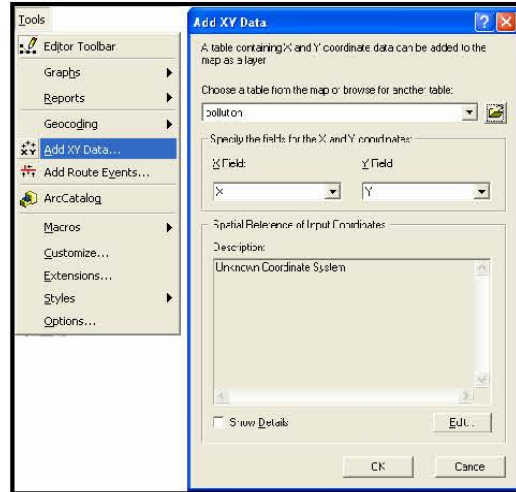 Tools
Editor Toolbar
Graphs
Reports
Geocoding
Add XY Data...
Add Route Events...
ArcCatalog
Macros
Customize...
Extensions...
Styles
Options...
Add XY Data
A table containing X and Y coordinate data can be added to the
map as a layer
Choose a table from the map or browse for another table:
pollution
Specify the fields for the X and Y coordinates:
X Field:
Y Field
X
Y
Spatial Reference of Input Coordinates
Description:
Unknown Coordinate System
Show Details
Edit...
OK
Cancel